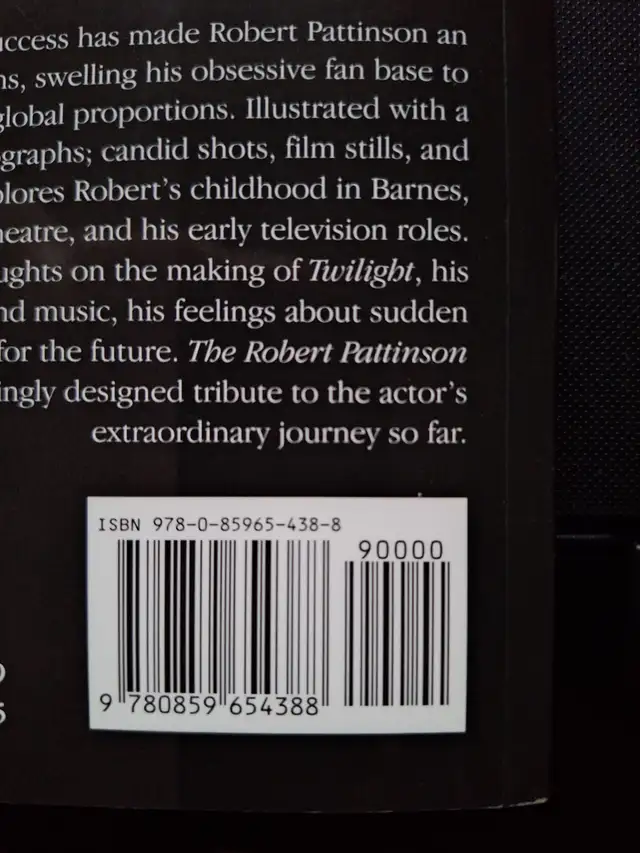 uccess has made Robert Pattinson an
ns, swelling his obsessive fan base to
global proportions. Illustrated with a
graphs; candid shots, film stills, and
plores Robert's childhood in Barnes,
heatre, and his early television roles.
ughts on the making of Twilight, his
nd music, his feelings about sudden
for the future. The Robert Pattinson
ingly designed tribute to the actor's
extraordinary journey so far.
ISBN 978-0-85965-438-8
90000
9 780859 654388